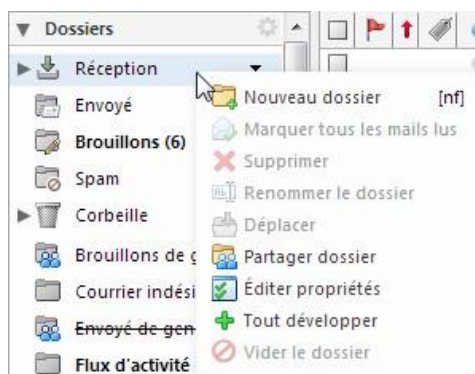 Dossiers
Réception
Envoyé
Brouillons (6)
Spam
Corbeille
Brouillons de g
Courrier indési
Envoyé de gen
Flux d'activité
Nouveau dossier [nf]
Marquer tous les mails lus
Supprimer
Renommer le dossier
Déplacer
Partager dossier
Éditer propriétés
Tout développer
Vider le dossier